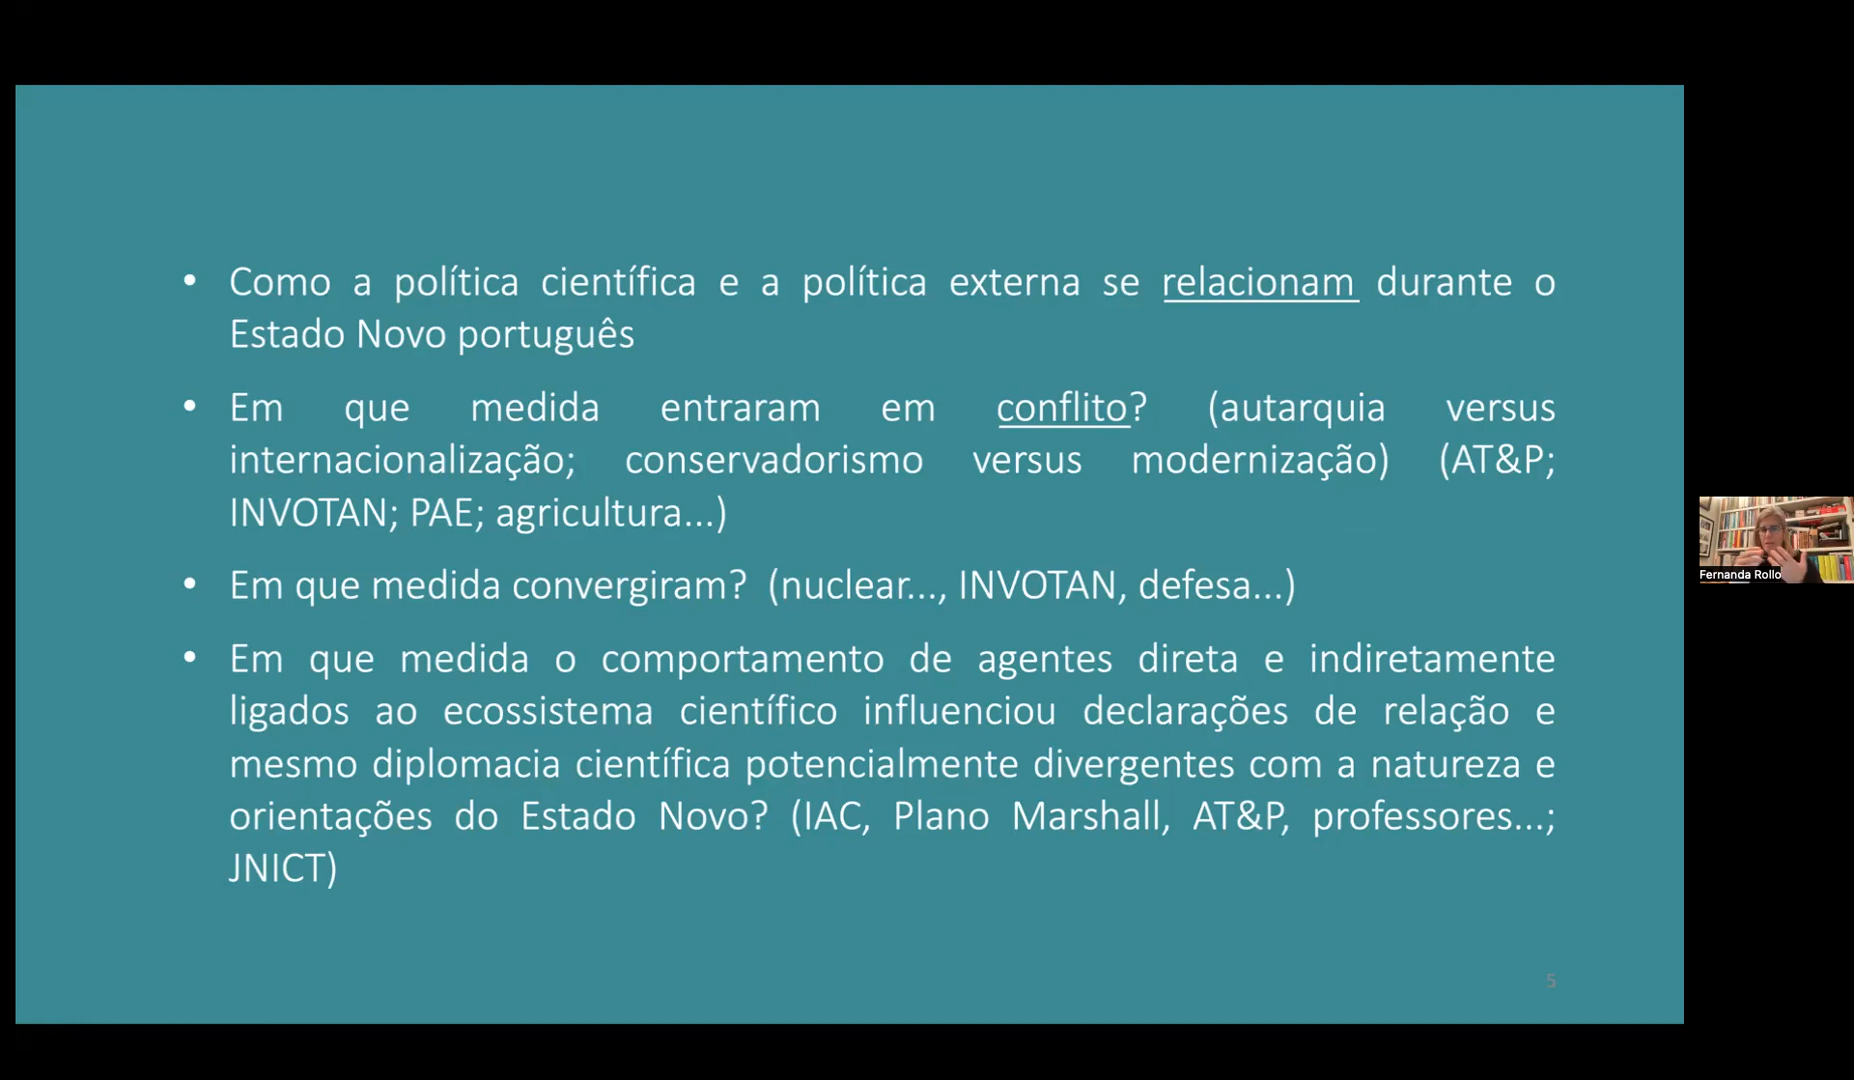 • Como a política científica e a política externa se relacionam durante o
Estado Novo português
• Em que medida entraram em conflito? (autarquia versus
internacionalização; conservadorismo versus modernização) (AT&P;
INVOTAN; PAE; agricultura...)
• Em que medida convergiram? (nuclear..., INVOTAN, defesa...)
• Em que medida o comportamento de agentes direta e indiretamente
ligados ao ecossistema científico influenciou declarações de relação e
mesmo diplomacia científica potencialmente divergentes com a natureza e
orientações do Estado Novo? (IAC, Plano Marshall, AT&P, professores...;
JNICT)
5
Fernanda Rollo